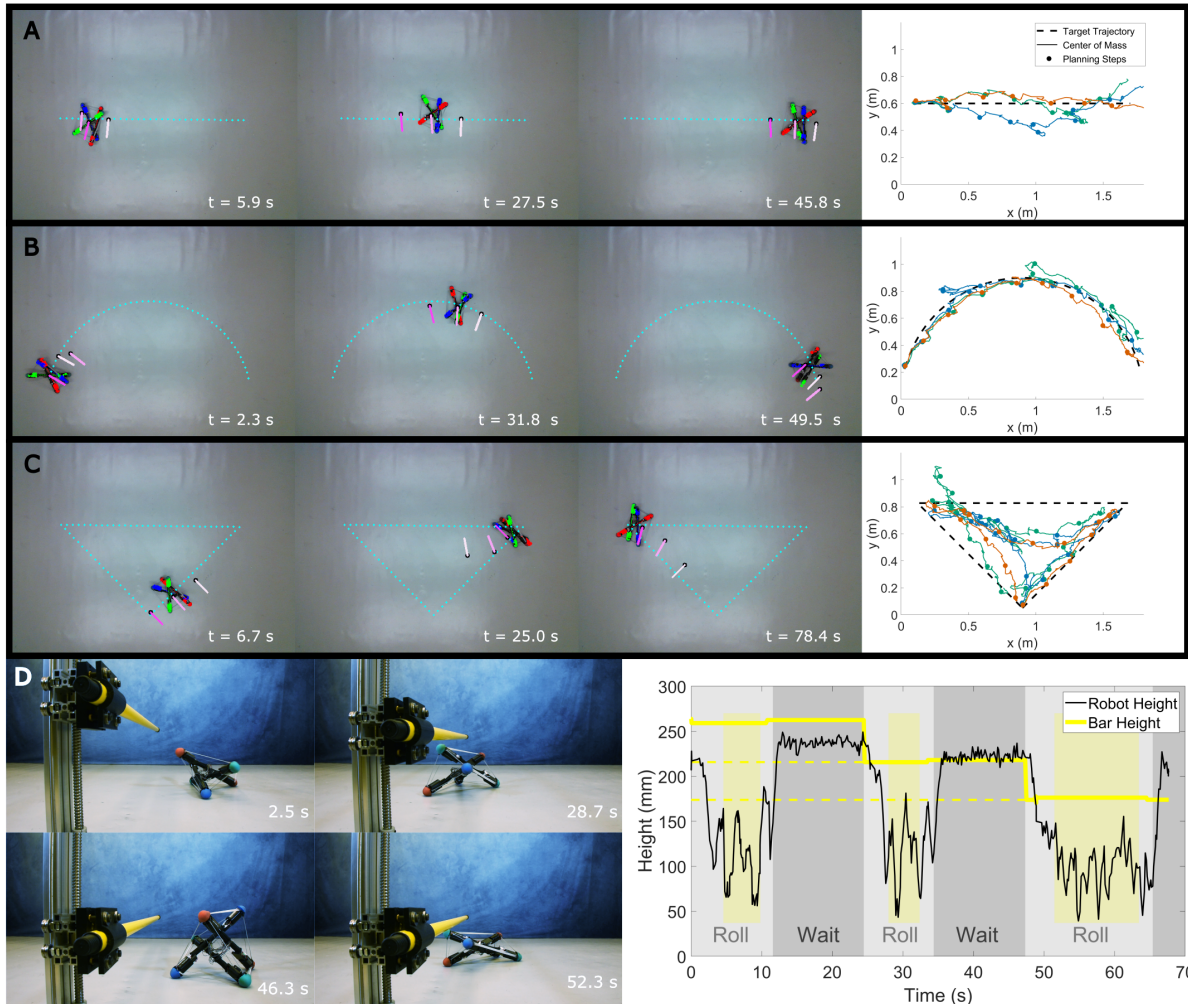 A
t = 5.9 s
t = 27.5 s
t = 45.8 s
Target Trajectory
Center of Mass
Planning Steps
1
0.8
0.6
0.4
0.2
0
y (m)
0 0.5 1 1.5
x (m)
B
t = 2.3 s
t = 31.8 s
t = 49.5 s
1
0.8
0.6
0.4
0.2
0
y (m)
0 0.5 1 1.5
x (m)
C
t = 6.7 s
t = 25.0 s
t = 78.4 s
1
0.8
0.6
0.4
0.2
0
y (m)
0 0.5 1 1.5
x (m)
D
2.5 s
28.7 s
46.3 s
52.3 s
Robot Height
Bar Height
300
250
200
150
100
50
0
Height (mm)
Roll Wait Roll Wait Roll
0 10 20 30 40 50 60 70
Time (s)